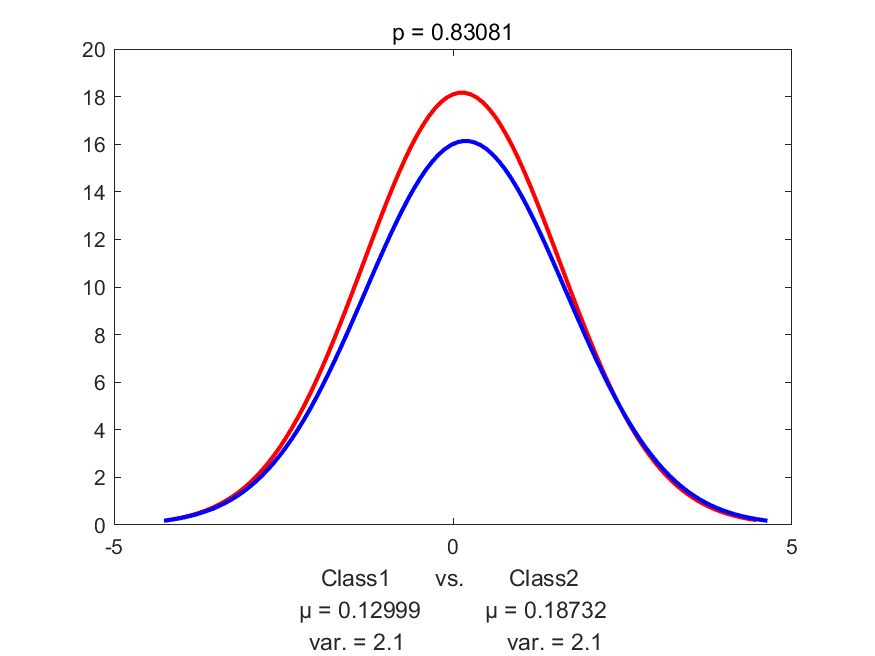 p = 0.83081
20
18
16
14
12
10
8
6
4
2
0
-5 0 5
Class1 vs. Class2
μ = 0.12999 μ = 0.18732
var. = 2.1 var. = 2.1